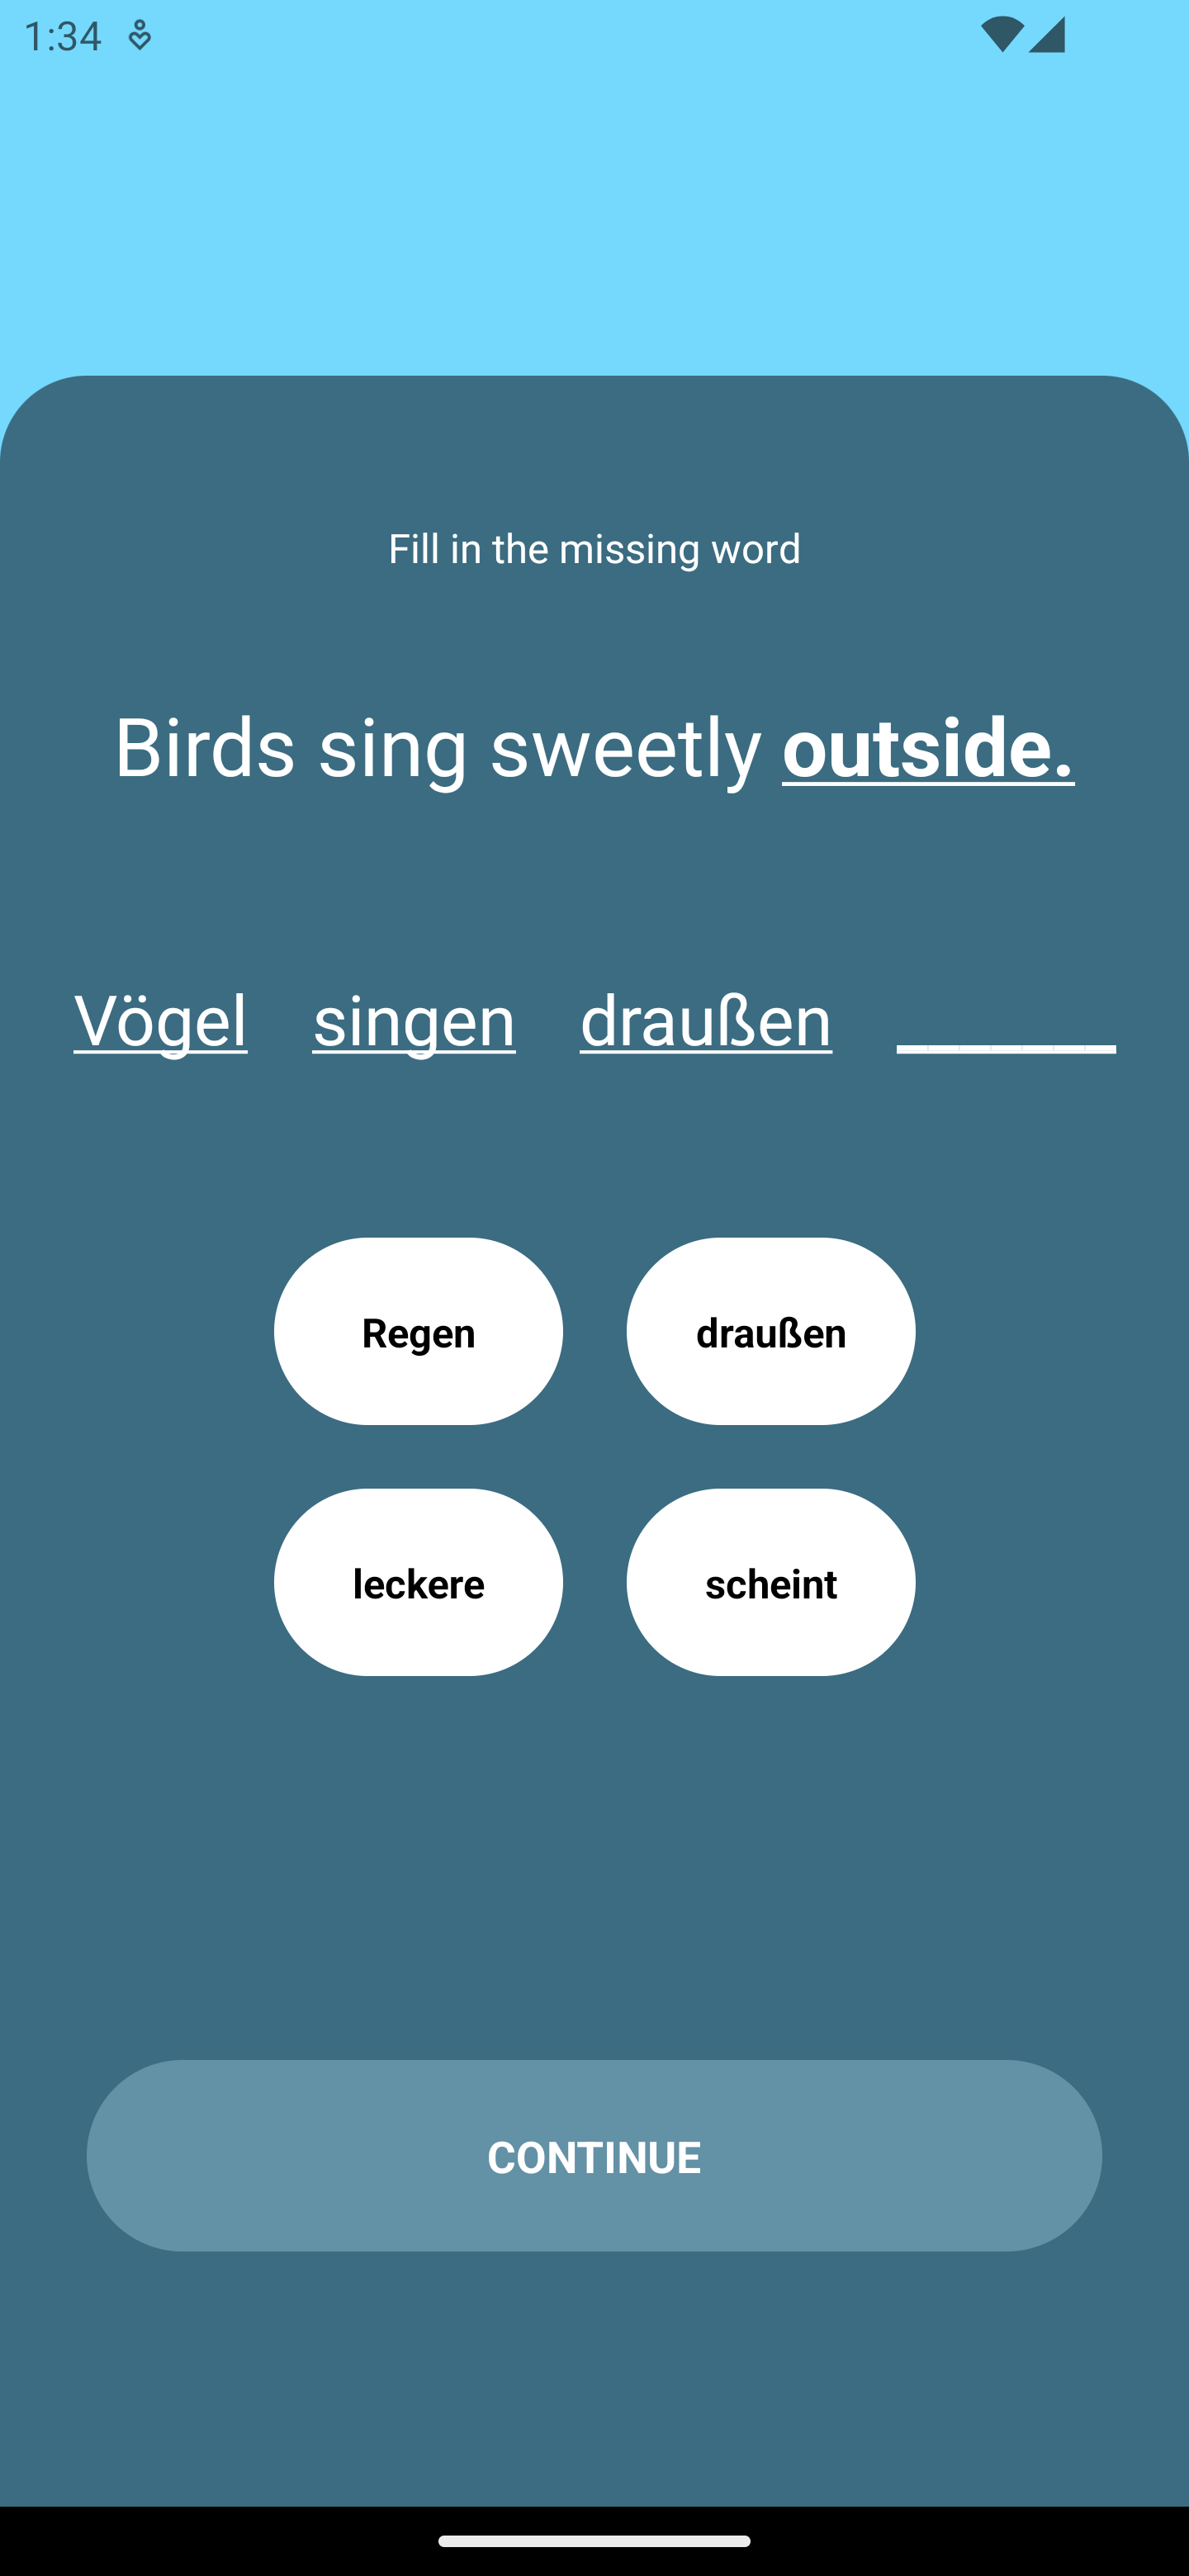 1:34
Fill in the missing word
Birds sing sweetly outside.
Vögel singen draußen _______
Regen draußen
leckere scheint
CONTINUE